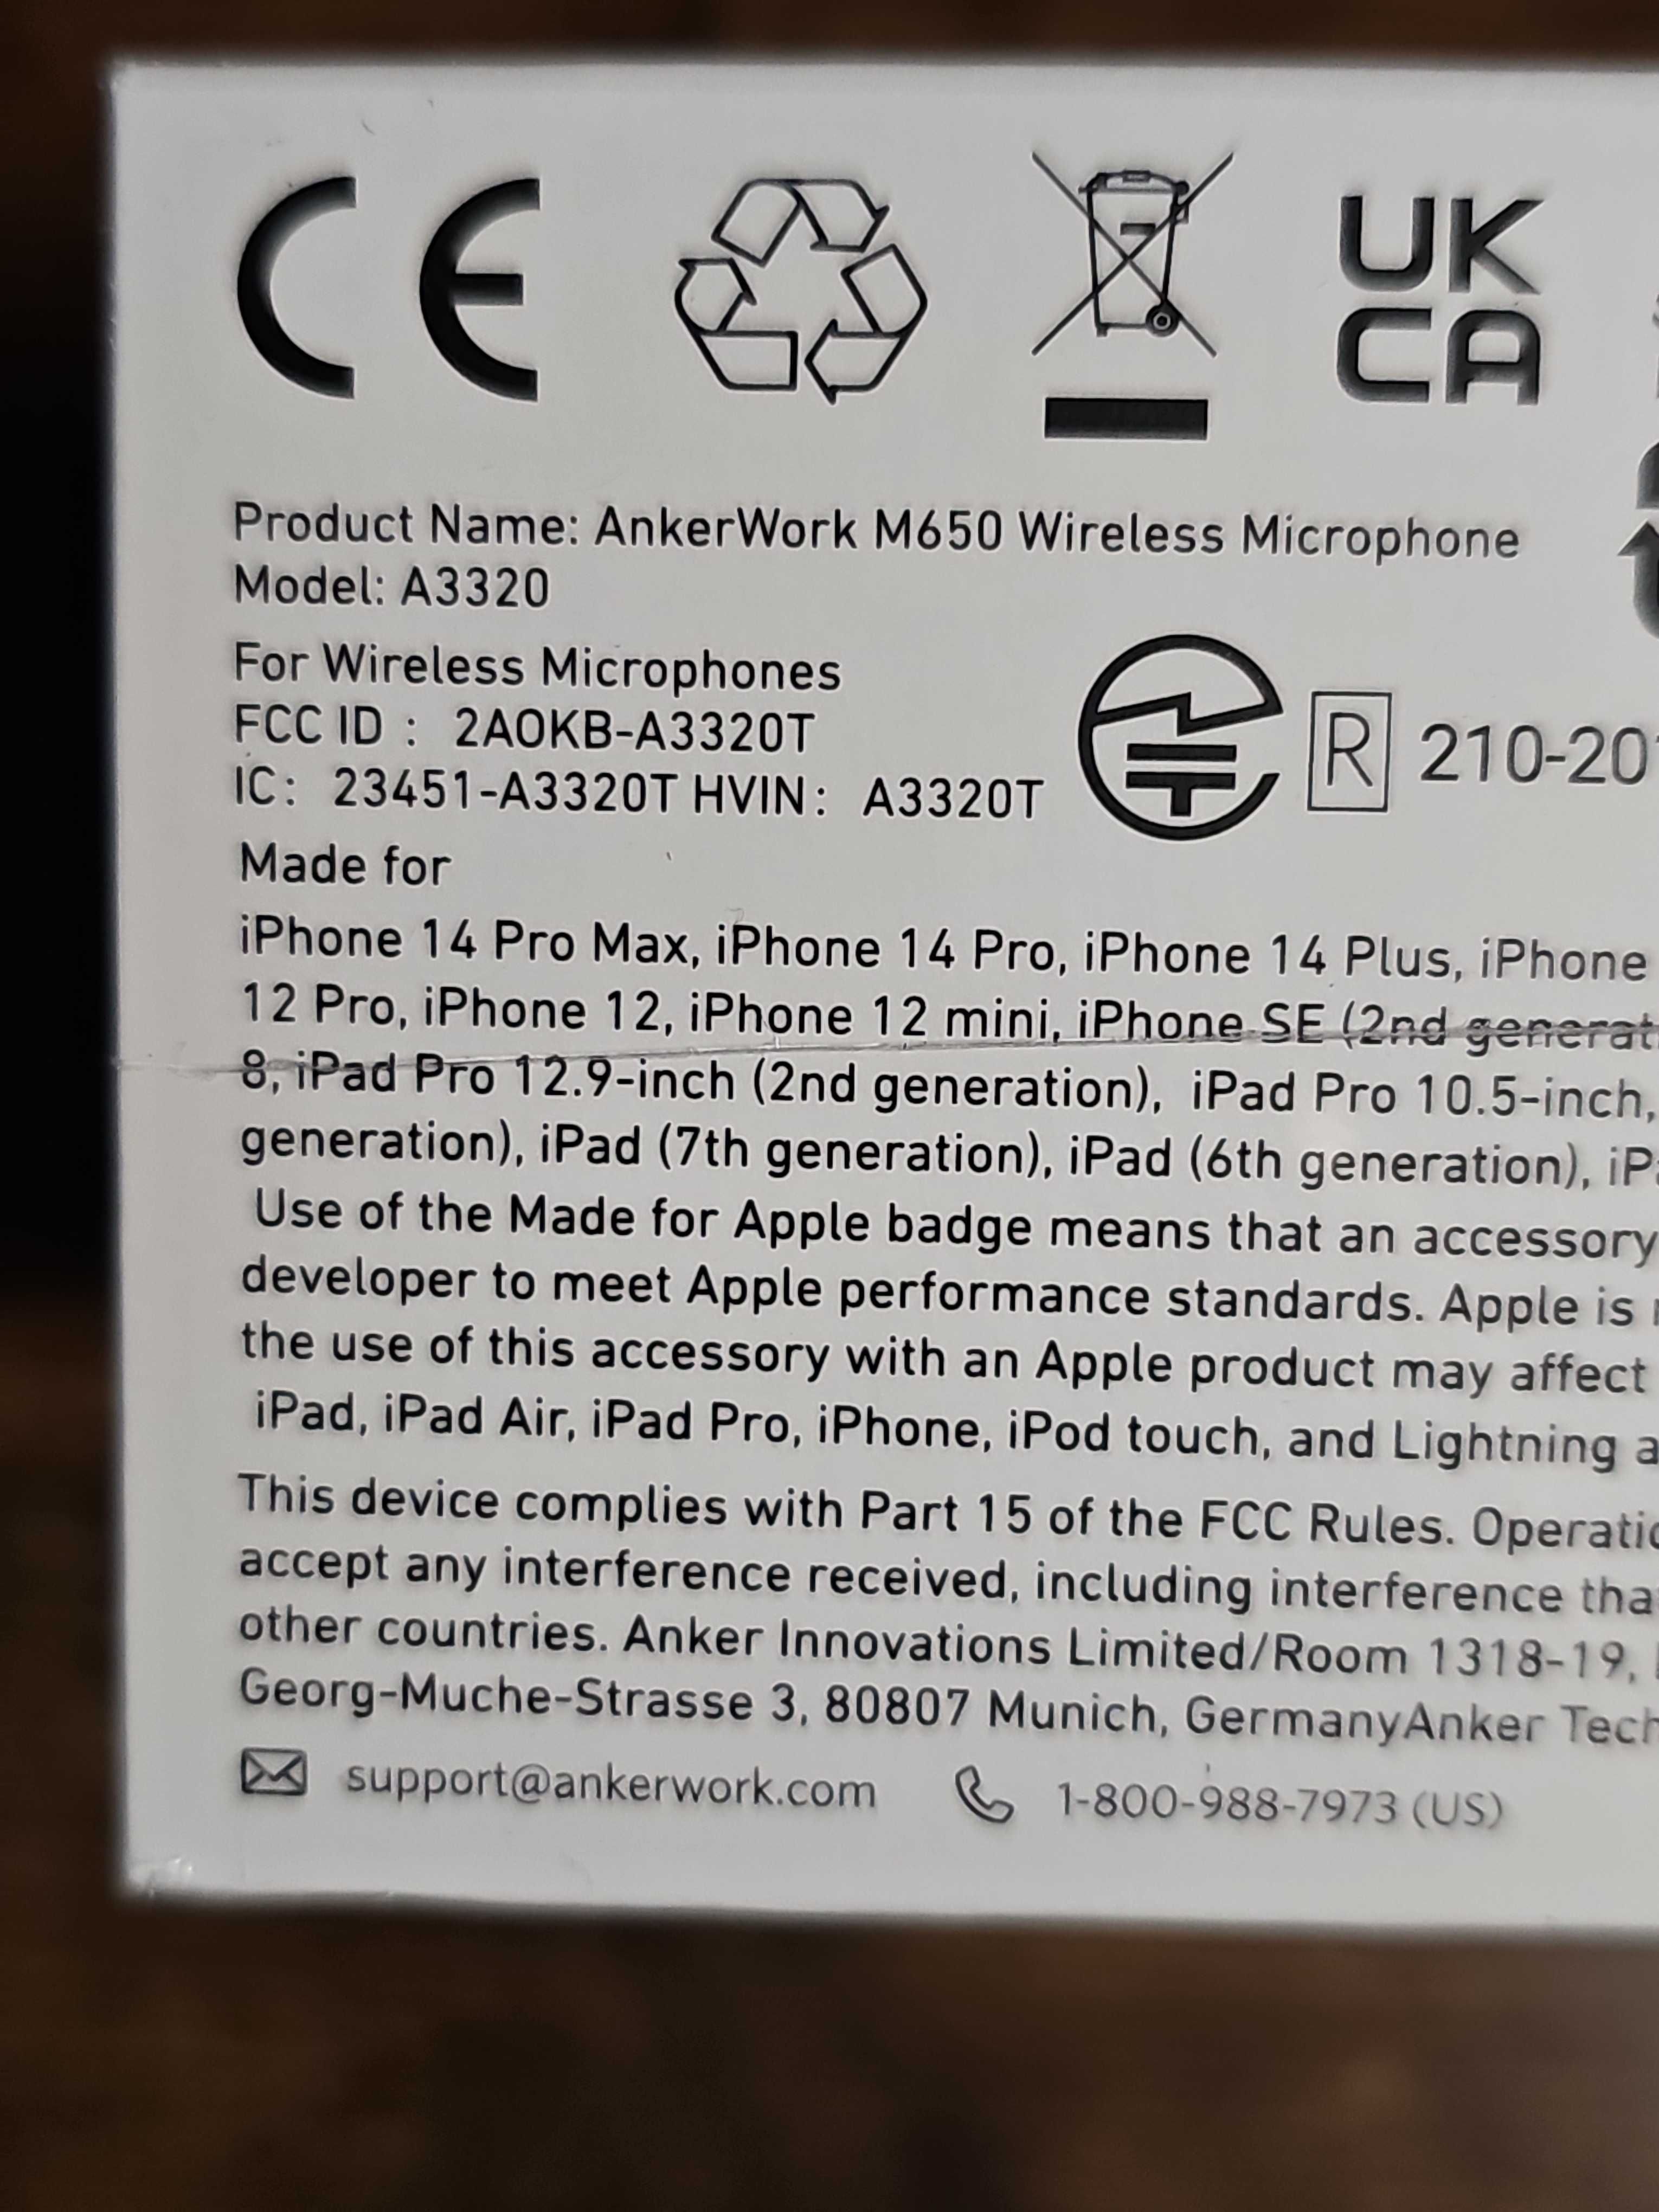 CE
UK
CA
Product Name: AnkerWork M650 Wireless Microphone
Model: A3320
For Wireless Microphones
FCC ID : 2AOKB-A3320T
R 210-20
IC: 23451-A3320T HVIN: A3320T
Made for
iPhone 14 Pro Max, iPhone 14 Pro, iPhone 14 Plus, iPhone
12 Pro, iPhone 12, iPhone 12 mini, iPhone SE (2nd generat
8, iPad Pro 12.9-inch (2nd generation), iPad Pro 10.5-inch,
generation), iPad (7th generation), iPad (6th generation), iP
Use of the Made for Apple badge means that an accessory
developer to meet Apple performance standards. Apple is
the use of this accessory with an Apple product may affect
iPad, iPad Air, iPad Pro, iPhone, iPod touch, and Lightning a
This device complies with Part 15 of the FCC Rules. Operatio
accept any interference received, including interference tha
other countries. Anker Innovations Limited/Room 1318-19,
Georg-Muche-Strasse 3, 80807 Munich, GermanyAnker Tech
support@ankerwork.com 1-800-988-7973 (US)